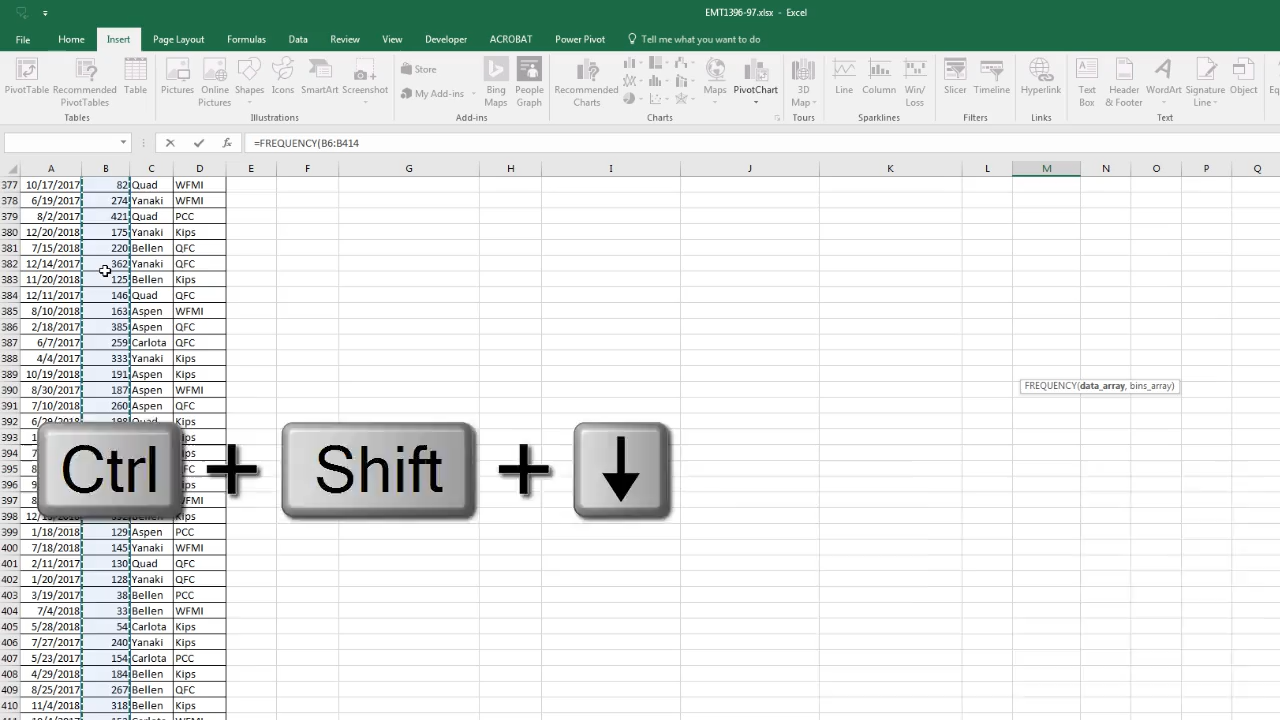 EMT1396-97.xlsx - Excel
File Home Insert Page Layout Formulas Data Review View Developer ACROBAT Power Pivot Tell me what you want to do
PivotTable Recommended PivotTables Table Pictures Online Pictures Shapes Icons SmartArt Screenshot Store My Add-ins Bing Maps People Graph Recommended Charts Maps PivotChart 3D Map Line Column Win/ Loss Slicer Timeline Hyperlink Text Box Header & Footer WordArt Signature Line Object
Tables Illustrations Add-ins Charts Tours Sparklines Filters Links Text
fx =FREQUENCY(B6:B414
A B C D E F G H I J K L M N O P Q
377 10/17/2017 82 Quad WFMI
378 6/19/2017 274 Yanaki WFMI
379 8/2/2017 421 Quad PCC
380 12/20/2018 175 Yanaki Kips
381 7/15/2018 220 Bellen QFC
382 12/14/2017 362 Yanaki QFC
383 11/20/2018 125 Bellen Kips
384 12/11/2017 146 Quad QFC
385 8/10/2018 163 Aspen WFMI
386 2/18/2017 385 Aspen QFC
387 6/7/2017 259 Carlota QFC
388 4/4/2017 333 Yanaki Kips
389 10/19/2018 191 Aspen Kips
FREQUENCY(data_array, bins_array)
390 8/30/2017 187 Aspen WFMI
391 7/10/2018 260 Aspen QFC
392
393
394
395
396
397
398
Ctrl + Shift + ↓
399 1/18/2018 129 Aspen PCC
400 7/18/2018 145 Yanaki WFMI
401 2/11/2017 130 Quad QFC
402 1/20/2017 128 Yanaki QFC
403 3/19/2017 38 Bellen PCC
404 7/4/2018 33 Bellen WFMI
405 5/28/2018 54 Carlota Kips
406 7/27/2017 240 Yanaki Kips
407 5/23/2017 154 Carlota PCC
408 4/29/2018 184 Bellen Kips
409 8/25/2017 267 Bellen QFC
410 11/4/2018 318 Bellen Kips